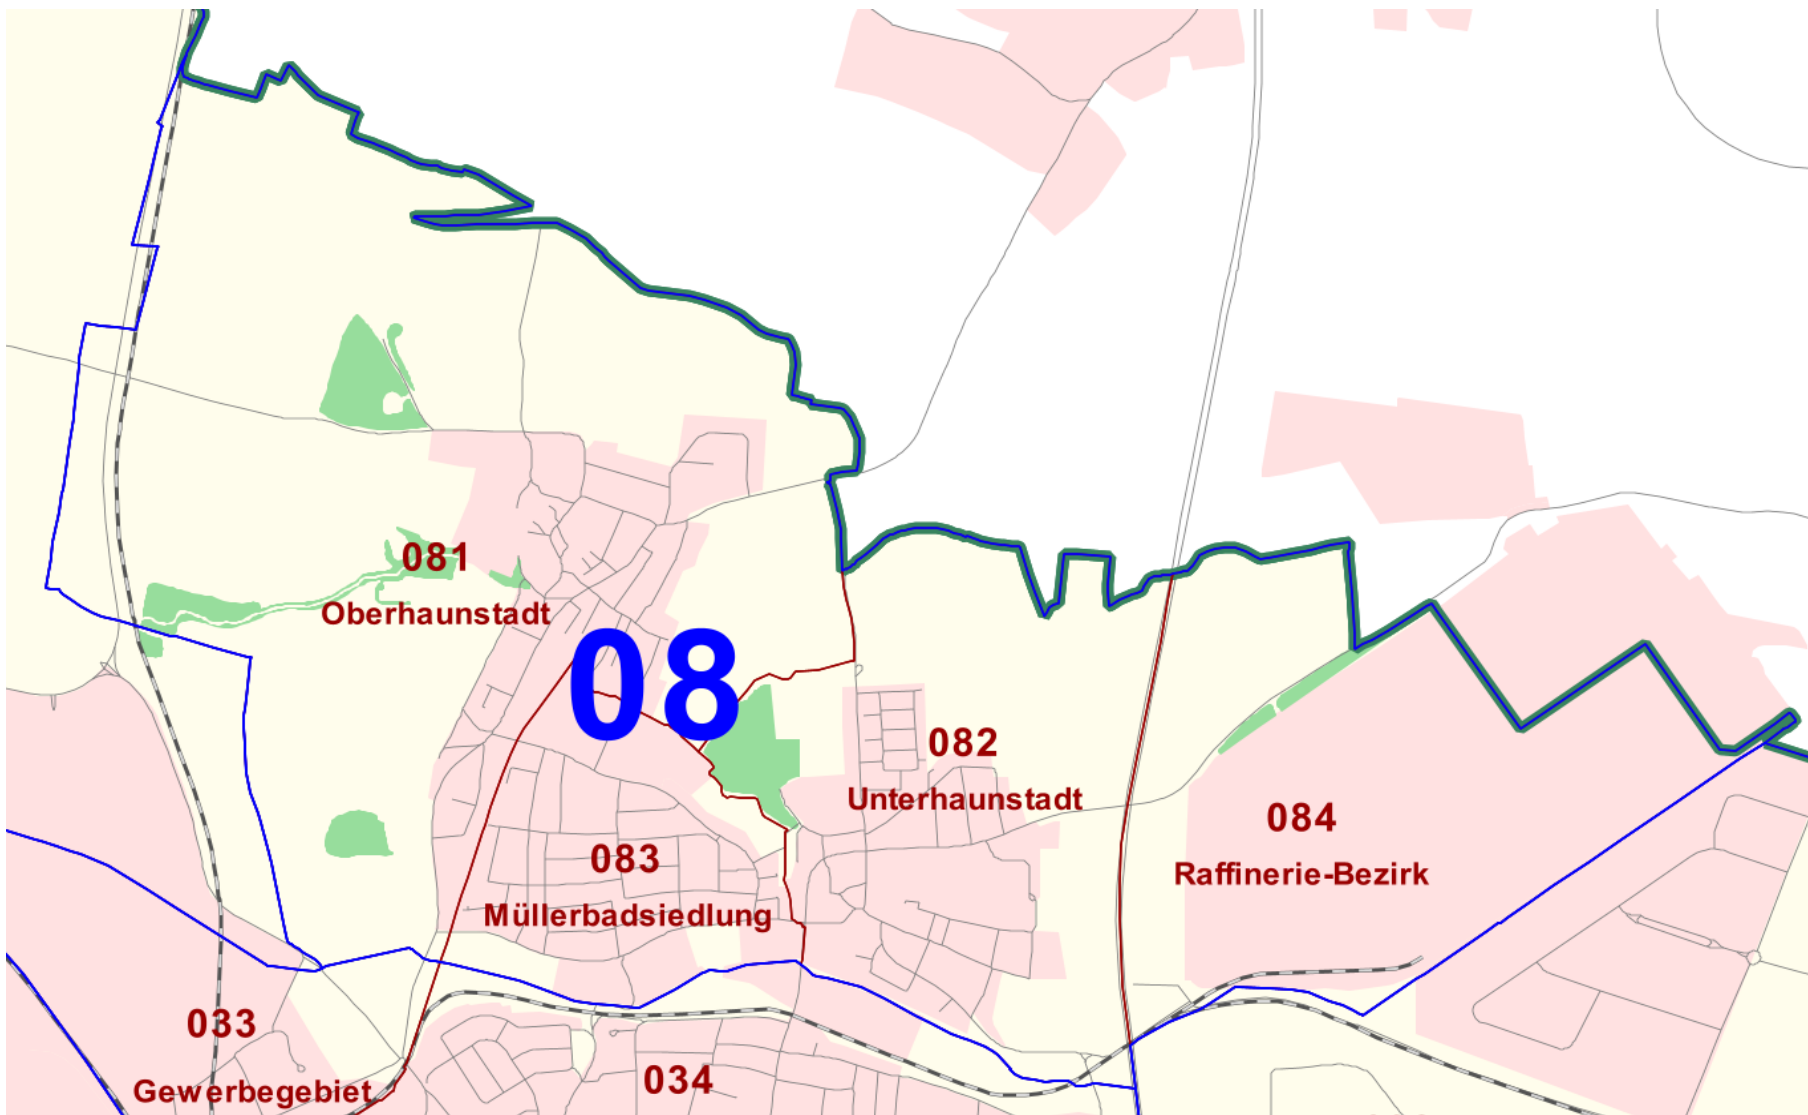 081
Oberhaunstadt
08
082
Unterhaunstadt
084
Raffinerie-Bezirk
083
Müllerbadsiedlung
033
Gewerbegebiet
034